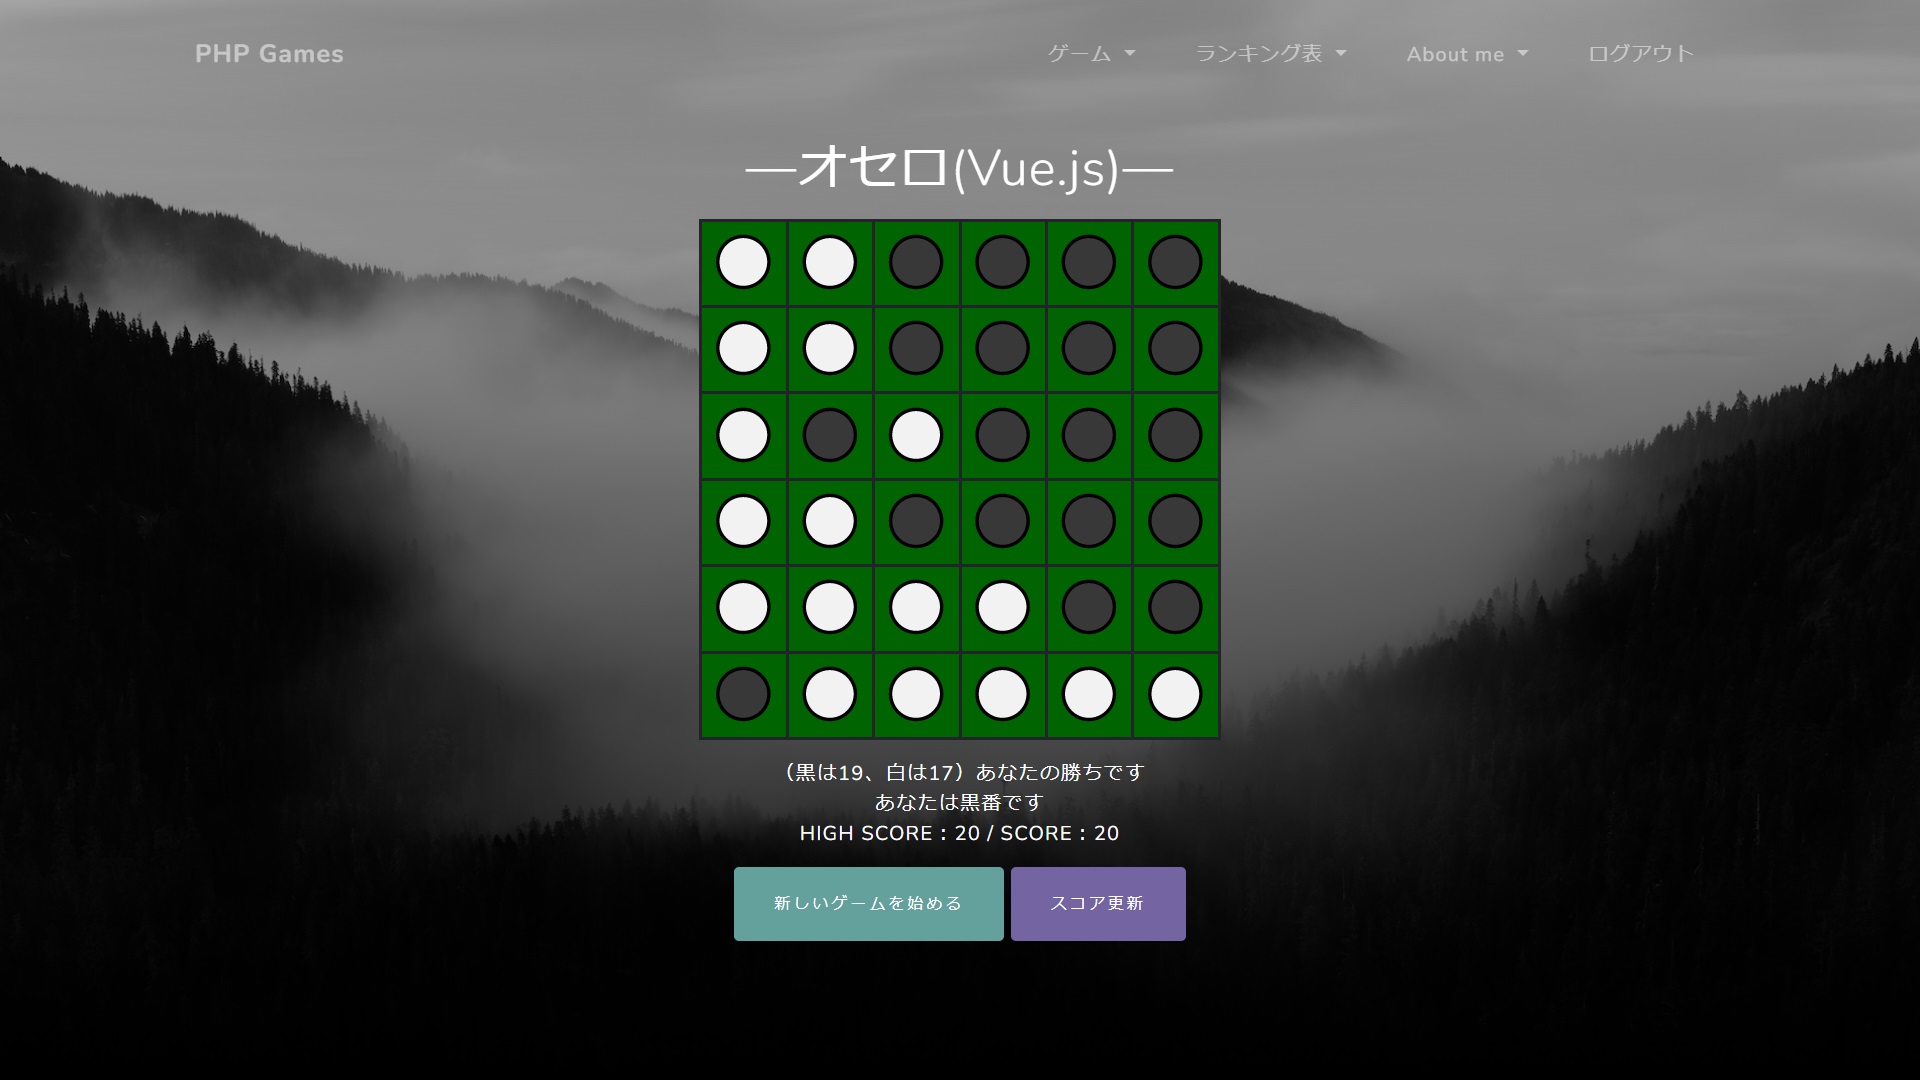 PHP Games
ゲーム
ランキング表
About me
ログアウト
―オセロ(Vue.js)―
（黒は19、白は17）あなたの勝ちです
あなたは黒番です
HIGH SCORE : 20 / SCORE : 20
新しいゲームを始める
スコア更新